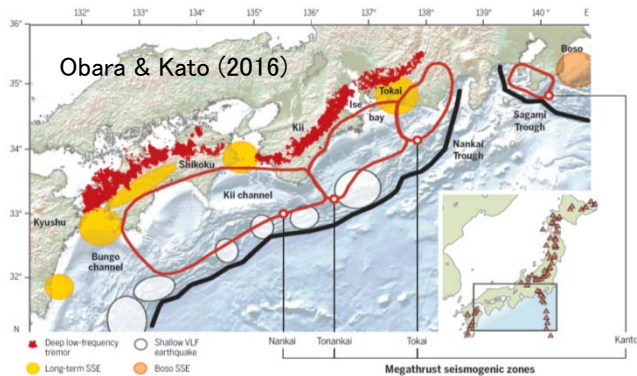 132° 133° 134° 135° 136° 137° 138° 139° 140° E
36°
35°
34°
33°
32°
N
Obara & Kato (2016)
Boso
Tokai
Ise
bay
Kii
Sagami
Trough
Nankai
Trough
Shikoku
Kii channel
Kyushu
Bungo
channel
Deep low-frequency
tremor
Shallow VLF
earthquake
Long-term SSE
Boso SSE
Nankai Tonankai Tokai Kanto
Megathrust seismogenic zones